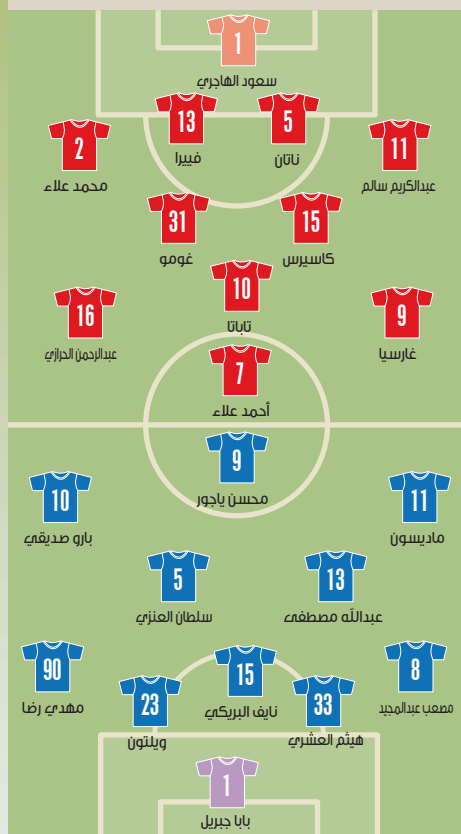 1
سعود الهاجري
5
ناتان
13
فييرا
11
عبدالكريم سالم
2
محمد علاء
15
كاسيرس
31
غومو
10
تاباتا
9
غارسيا
16
عبدالرحمن الحرازي
7
أحمد علاء
9
محسن ياجور
11
ماديسون
10
بارو صديقي
13
عبدالله مصطفى
5
سلطان العنزي
8
مصعب عبدالمجيد
90
مهدي رضا
15
نايف البريكي
33
هيثم العشري
23
ويلتون
1
بابا جبريل